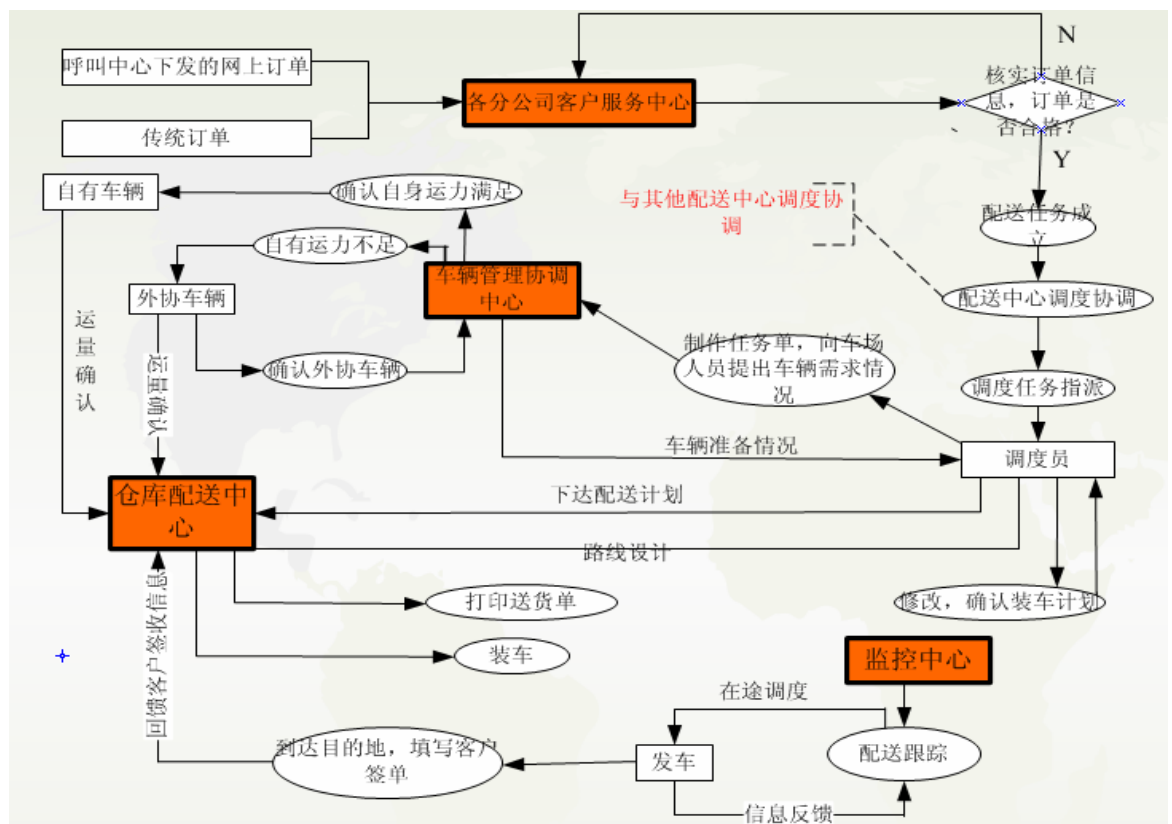 呼叫中心下发的网上订单
传统订单
各分公司客户服务中心
N
核实订单信
息，订单是
否合格？
Y
自有车辆
确认自身运力满足
与其他配送中心调度协
调
配送任务成
立
自有运力不足
车辆管理协调
中心
外协车辆
配送中心调度协调
运量确认
运量确认
确认外协车辆
制作任务单，向车场
人员提出车辆需求情
况
调度任务指派
车辆准备情况
调度员
仓库配送中
心
下达配送计划
路线设计
打印送货单
修改，确认装车计划
装车
监控中心
回馈客户签收信息
在途调度
到达目的地，填写客户
签单
发车
配送跟踪
信息反馈